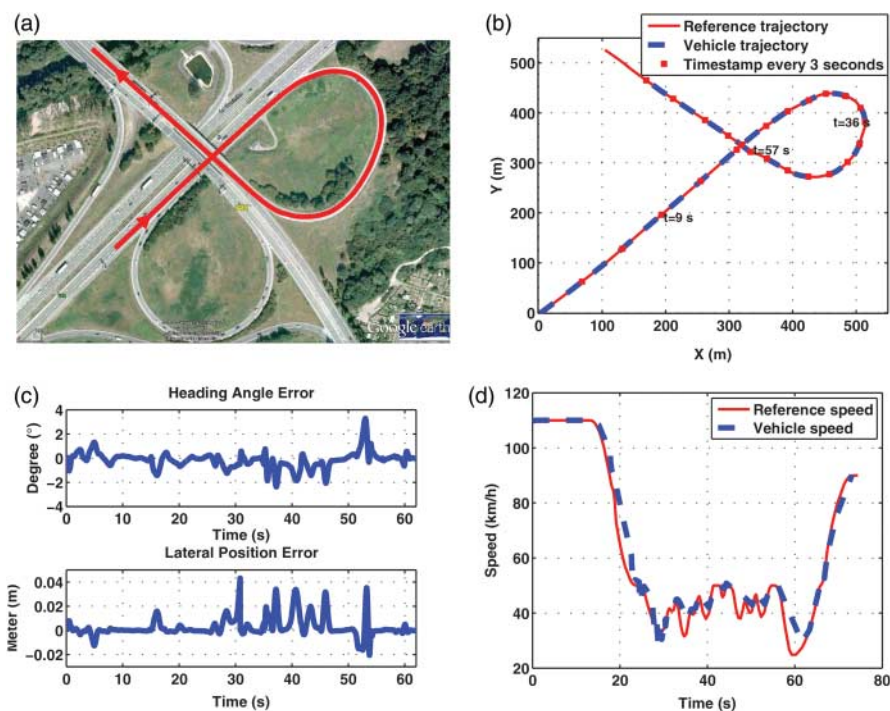 (a)
Google earth
(b)
Reference trajectory
Vehicle trajectory
Timestamp every 3 seconds
500
400
300
200
100
0
Y (m)
t=36 s
t=57 s
t=9 s
0 100 200 300 400 500
X (m)
(c)
Heading Angle Error
4
2
0
−2
−4
Degree (°)
0 10 20 30 40 50 60
Time (s)
Lateral Position Error
0.04
0.02
0
−0.02
Meter (m)
0 10 20 30 40 50 60
Time (s)
(d)
Reference speed
Vehicle speed
120
100
80
60
40
20
Speed (km/h)
0 20 40 60 80
Time (s)